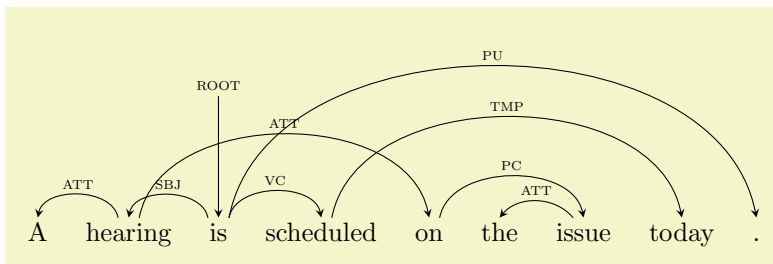 PU
ROOT
TMP
ATT
PC
ATT SBJ VC ATT
A hearing is scheduled on the issue today .